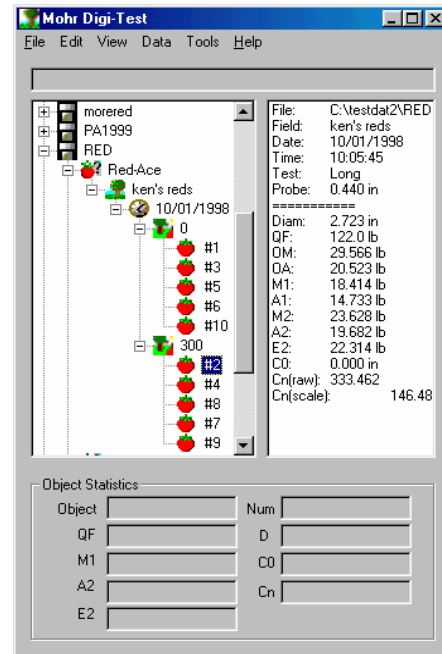 Mohr Digi-Test
File Edit View Data Tools Help
morered
PA1999
RED
Red-Ace
ken's reds
10/01/1998
0
#1
#3
#5
#6
#10
300
#2
#4
#8
#7
#9
File: C:\testdat2\RED
Field: ken's reds
Date: 10/01/1998
Time: 10:05:45
Test: Long
Probe: 0.440 in
===========
Diam: 2.723 in
QF: 122.0 lb
OM: 29.566 lb
OA: 20.523 lb
M1: 18.414 lb
A1: 14.733 lb
M2: 23.628 lb
A2: 19.682 lb
E2: 22.314 lb
C0: 0.000 in
Cn(raw): 333.462
Cn(scale): 146.48
Object Statistics
Object Num
QF D
M1 C0
A2 Cn
E2